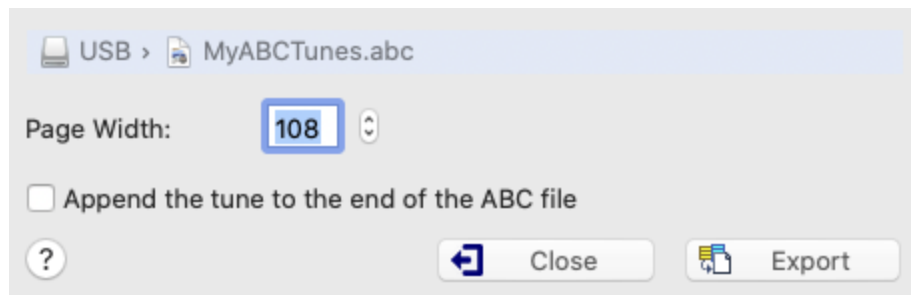 USB › MyABCTunes.abc
Page Width: 108
Append the tune to the end of the ABC file
? Close Export